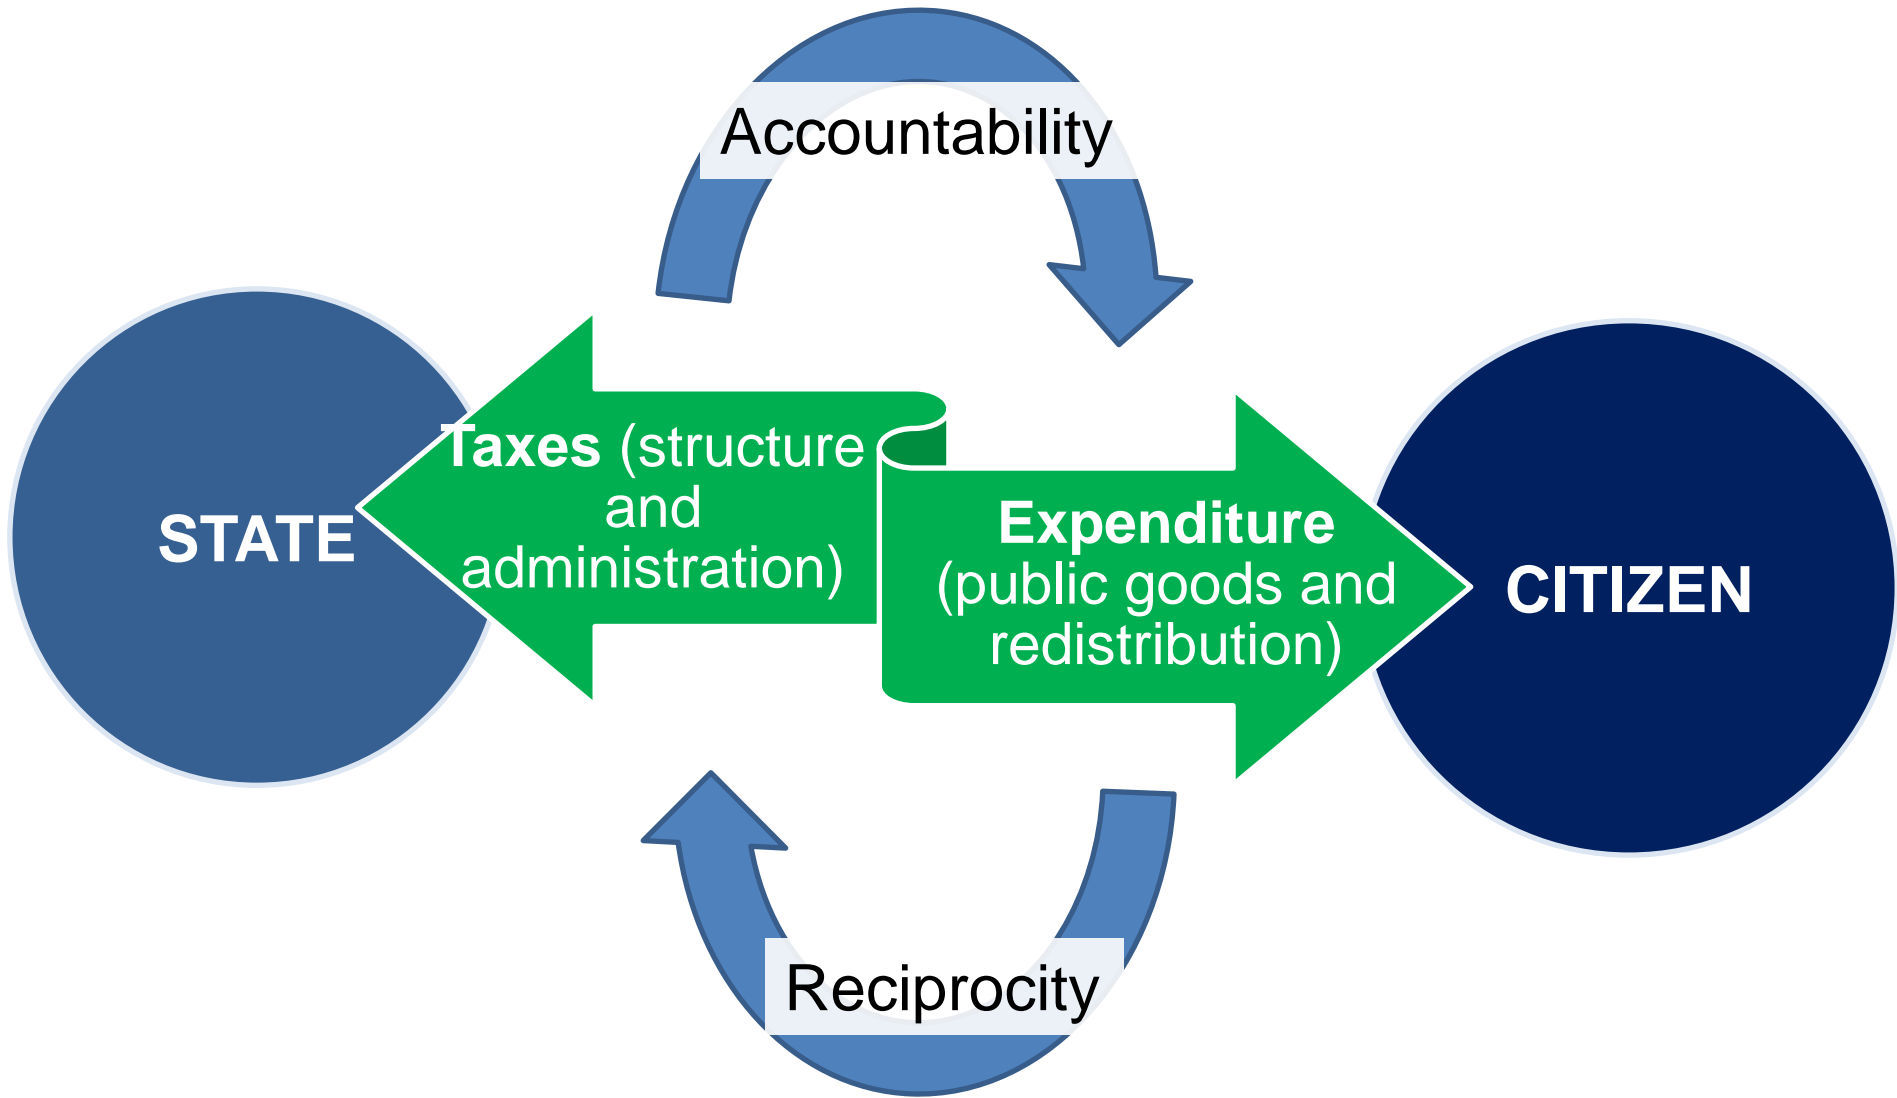 Accountability
STATE
Taxes (structure
and
administration)
Expenditure
(public goods and
redistribution)
CITIZEN
Reciprocity